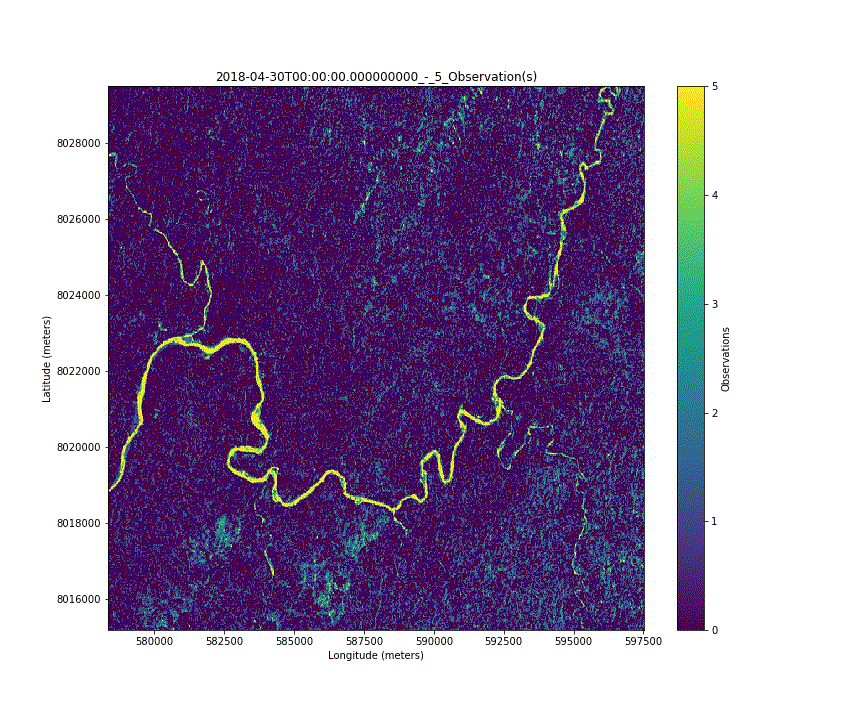 2018-04-30T00:00:00.000000000_-_5_Observation(s)
5
8028000
4
8026000
8024000
3
Latitude (meters)
Observations
8022000
2
8020000
8018000
1
8016000
0
580000 582500 585000 587500 590000 592500 595000 597500
Longitude (meters)